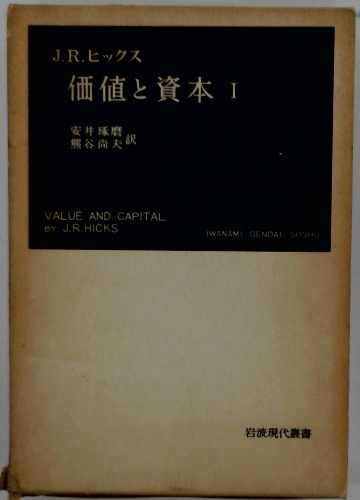 J.R.ヒックス
価値と資本 I
安井琢磨
熊谷尚夫 訳
VALUE AND CAPITAL
BY J.R.HICKS
IWANAMI GENDAI SOSHO
岩波現代叢書